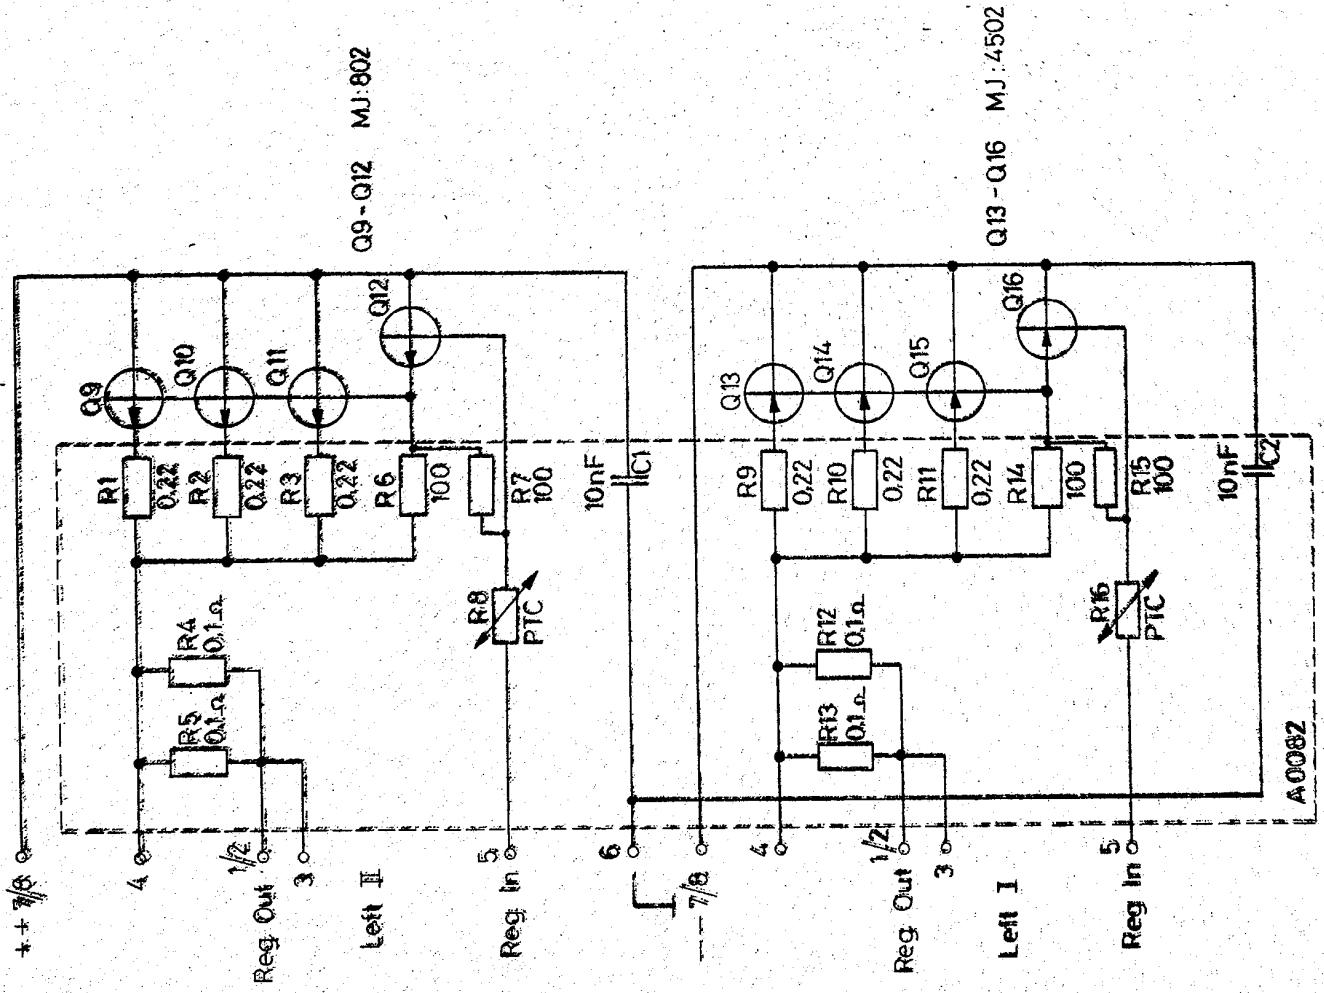 Q9-Q12 MJ:802
Q13-Q16 MJ:4502
Q9
Q10
Q11
Q12
R1
0,22
R2
0,22
R3
0,22
R6
100
R7
100
10nF
C1
R4
0,1Ω
R5
0,1Ω
R8
PTC
++ 7/8
4
1/2
3
5
6
Reg Out
Left II
Reg In
Q13
Q14
Q15
Q16
R9
0,22
R10
0,22
R11
0,22
R14
100
R15
100
10nF
C2
R12
0,1Ω
R13
0,1Ω
R16
PTC
A0082
-- 7/8
4
1/2
3
5
Reg Out
Left I
Reg In